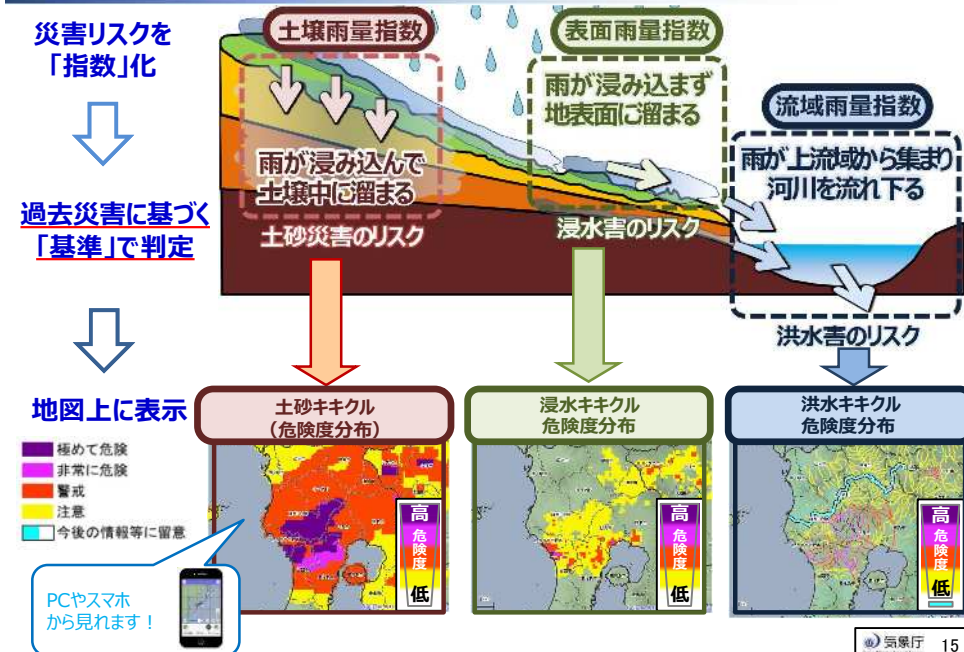 災害リスクを
「指数」化
過去災害に基づく
「基準」で判定
地図上に表示
土壌雨量指数
雨が浸み込んで
土壌中に溜まる
土砂災害のリスク
表面雨量指数
雨が浸み込まず
地表面に溜まる
浸水害のリスク
流域雨量指数
雨が上流域から集まり
河川を流れ下る
洪水害のリスク
極めて危険
非常に危険
警戒
注意
今後の情報等に留意
PCやスマホ
から見れます！
土砂キキクル
(危険度分布)
高
危険度
低
浸水キキクル
危険度分布
高
危険度
低
洪水キキクル
危険度分布
高
危険度
低
気象庁 15